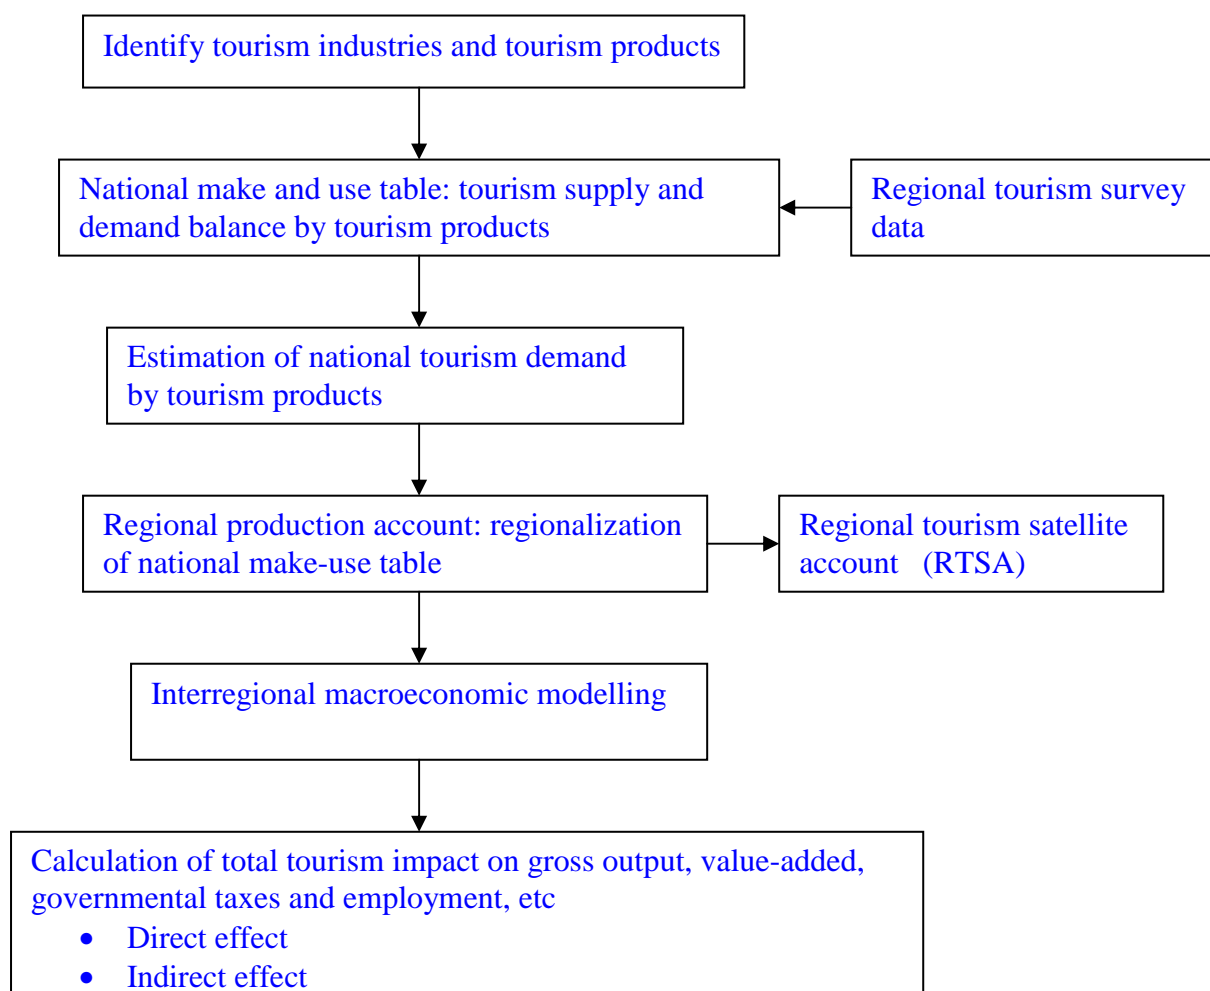 Identify tourism industries and tourism products
National make and use table: tourism supply and
demand balance by tourism products
Regional tourism survey
data
Estimation of national tourism demand
by tourism products
Regional production account: regionalization
of national make-use table
Regional tourism satellite
account (RTSA)
Interregional macroeconomic modelling
Calculation of total tourism impact on gross output, value-added,
governmental taxes and employment, etc
• Direct effect
• Indirect effect